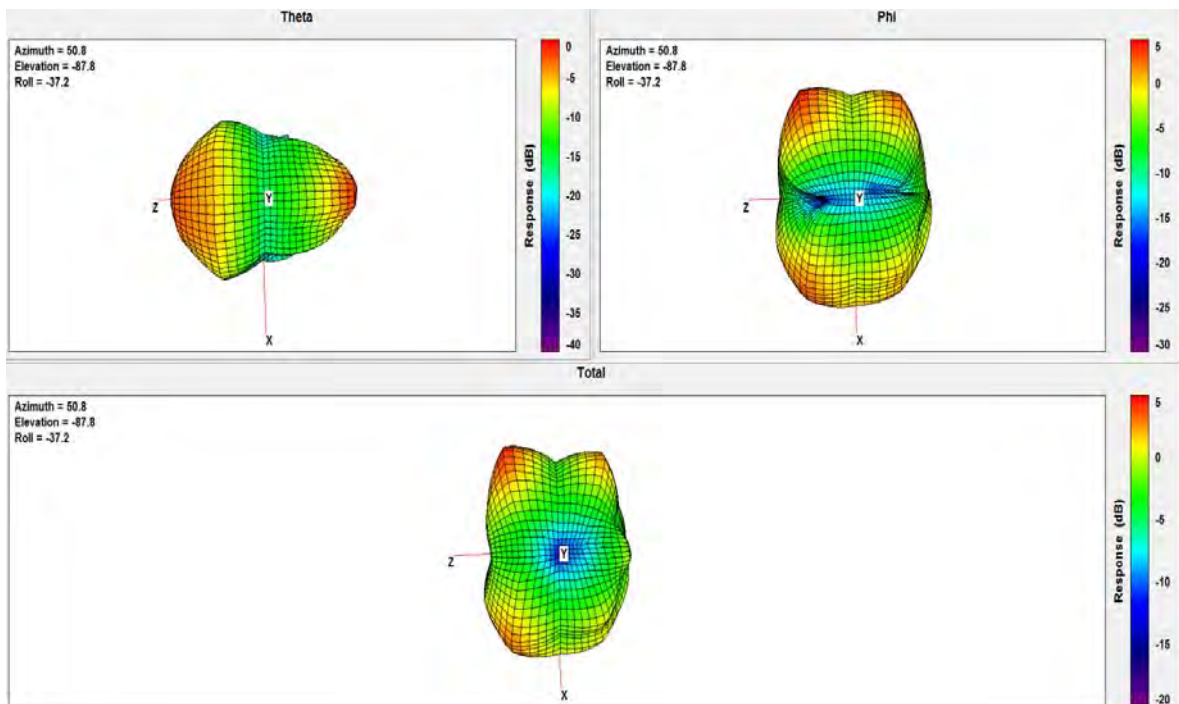 Theta
Azimuth = 50.8
Elevation = -87.8
Roll = -37.2
Z
Y
X
Response (dB)
0
-5
-10
-15
-20
-25
-30
-35
-40
Phi
Azimuth = 50.8
Elevation = -87.8
Roll = -37.2
Z
Y
X
Response (dB)
5
0
-5
-10
-15
-20
-25
-30
Total
Azimuth = 50.8
Elevation = -87.8
Roll = -37.2
Z
Y
X
Response (dB)
5
0
-5
-10
-15
-20